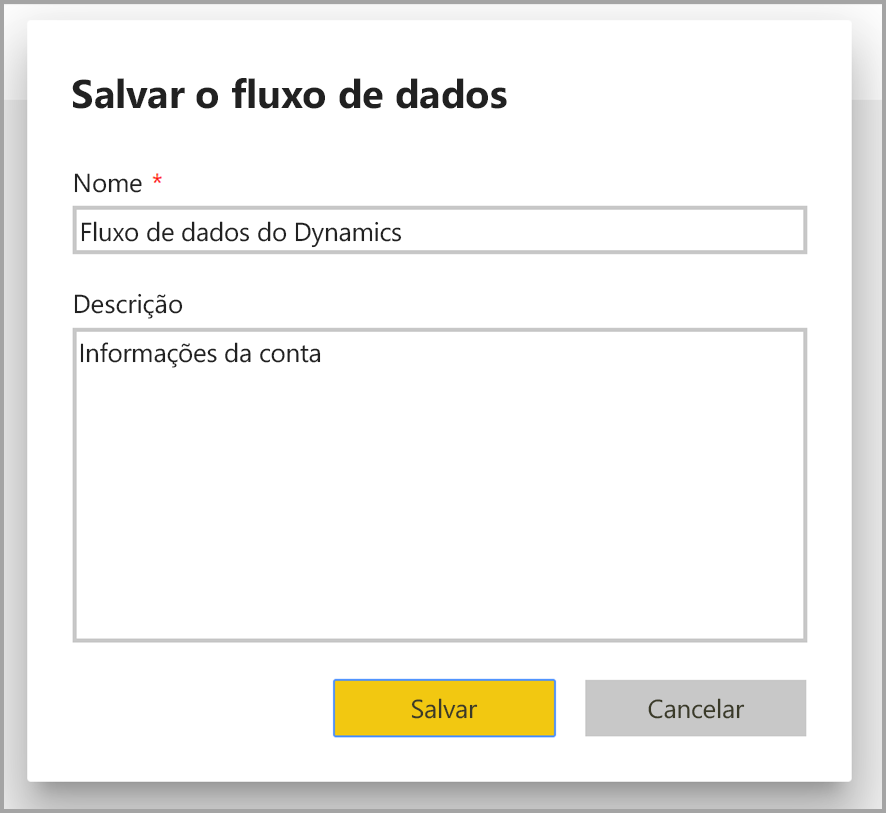 Salvar o fluxo de dados
Nome *
Fluxo de dados do Dynamics
Descrição
Informações da conta
Salvar
Cancelar